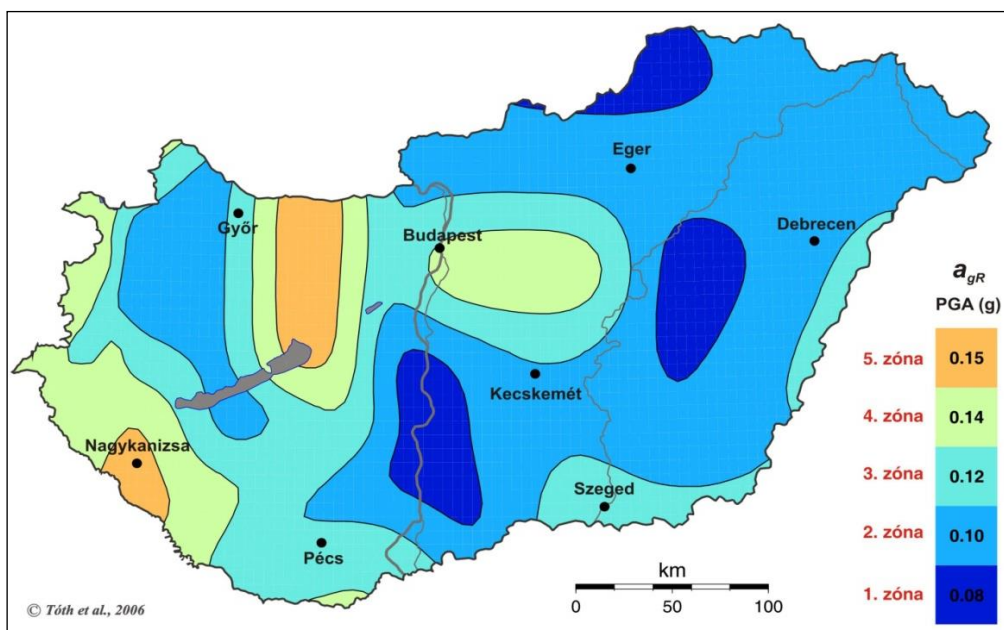 Eger
Győr
Budapest
Debrecen
Kecskemét
Nagykanizsa
Szeged
Pécs
a_gR
PGA (g)
5. zóna 0.15
4. zóna 0.14
3. zóna 0.12
2. zóna 0.10
1. zóna 0.08
km
0 50 100
© Tóth et al., 2006